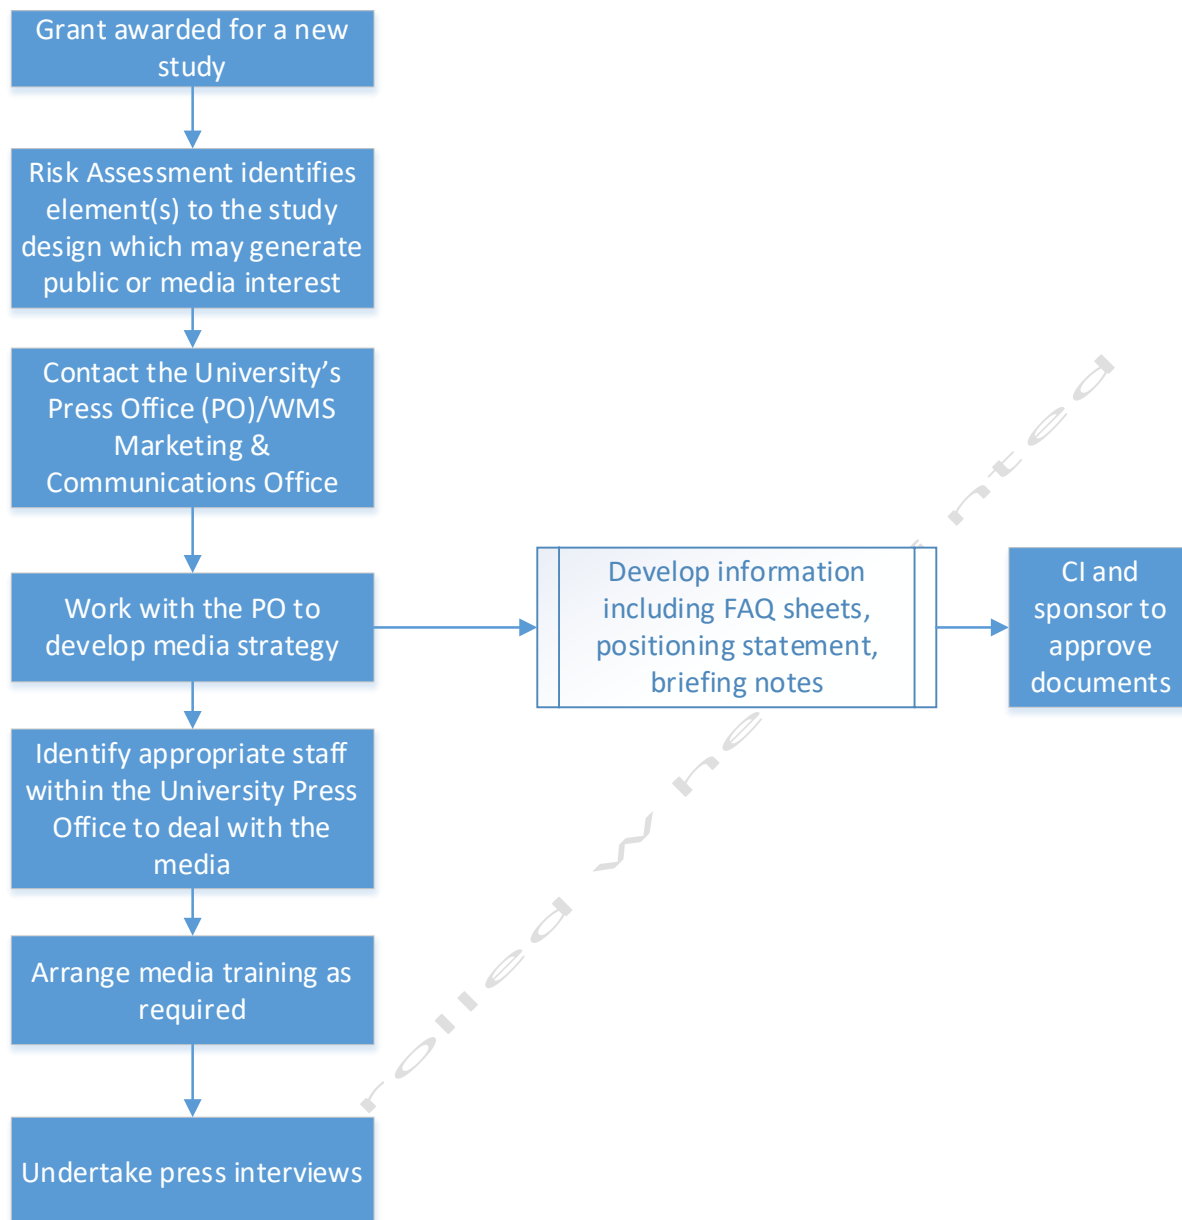 Grant awarded for a new
study
Risk Assessment identifies
element(s) to the study
design which may generate
public or media interest
Contact the University’s
Press Office (PO)/WMS
Marketing &
Communications Office
Work with the PO to
develop media strategy
Develop information
including FAQ sheets,
positioning statement,
briefing notes
CI and
sponsor to
approve
documents
Identify appropriate staff
within the University Press
Office to deal with the
media
Arrange media training as
required
Undertake press interviews